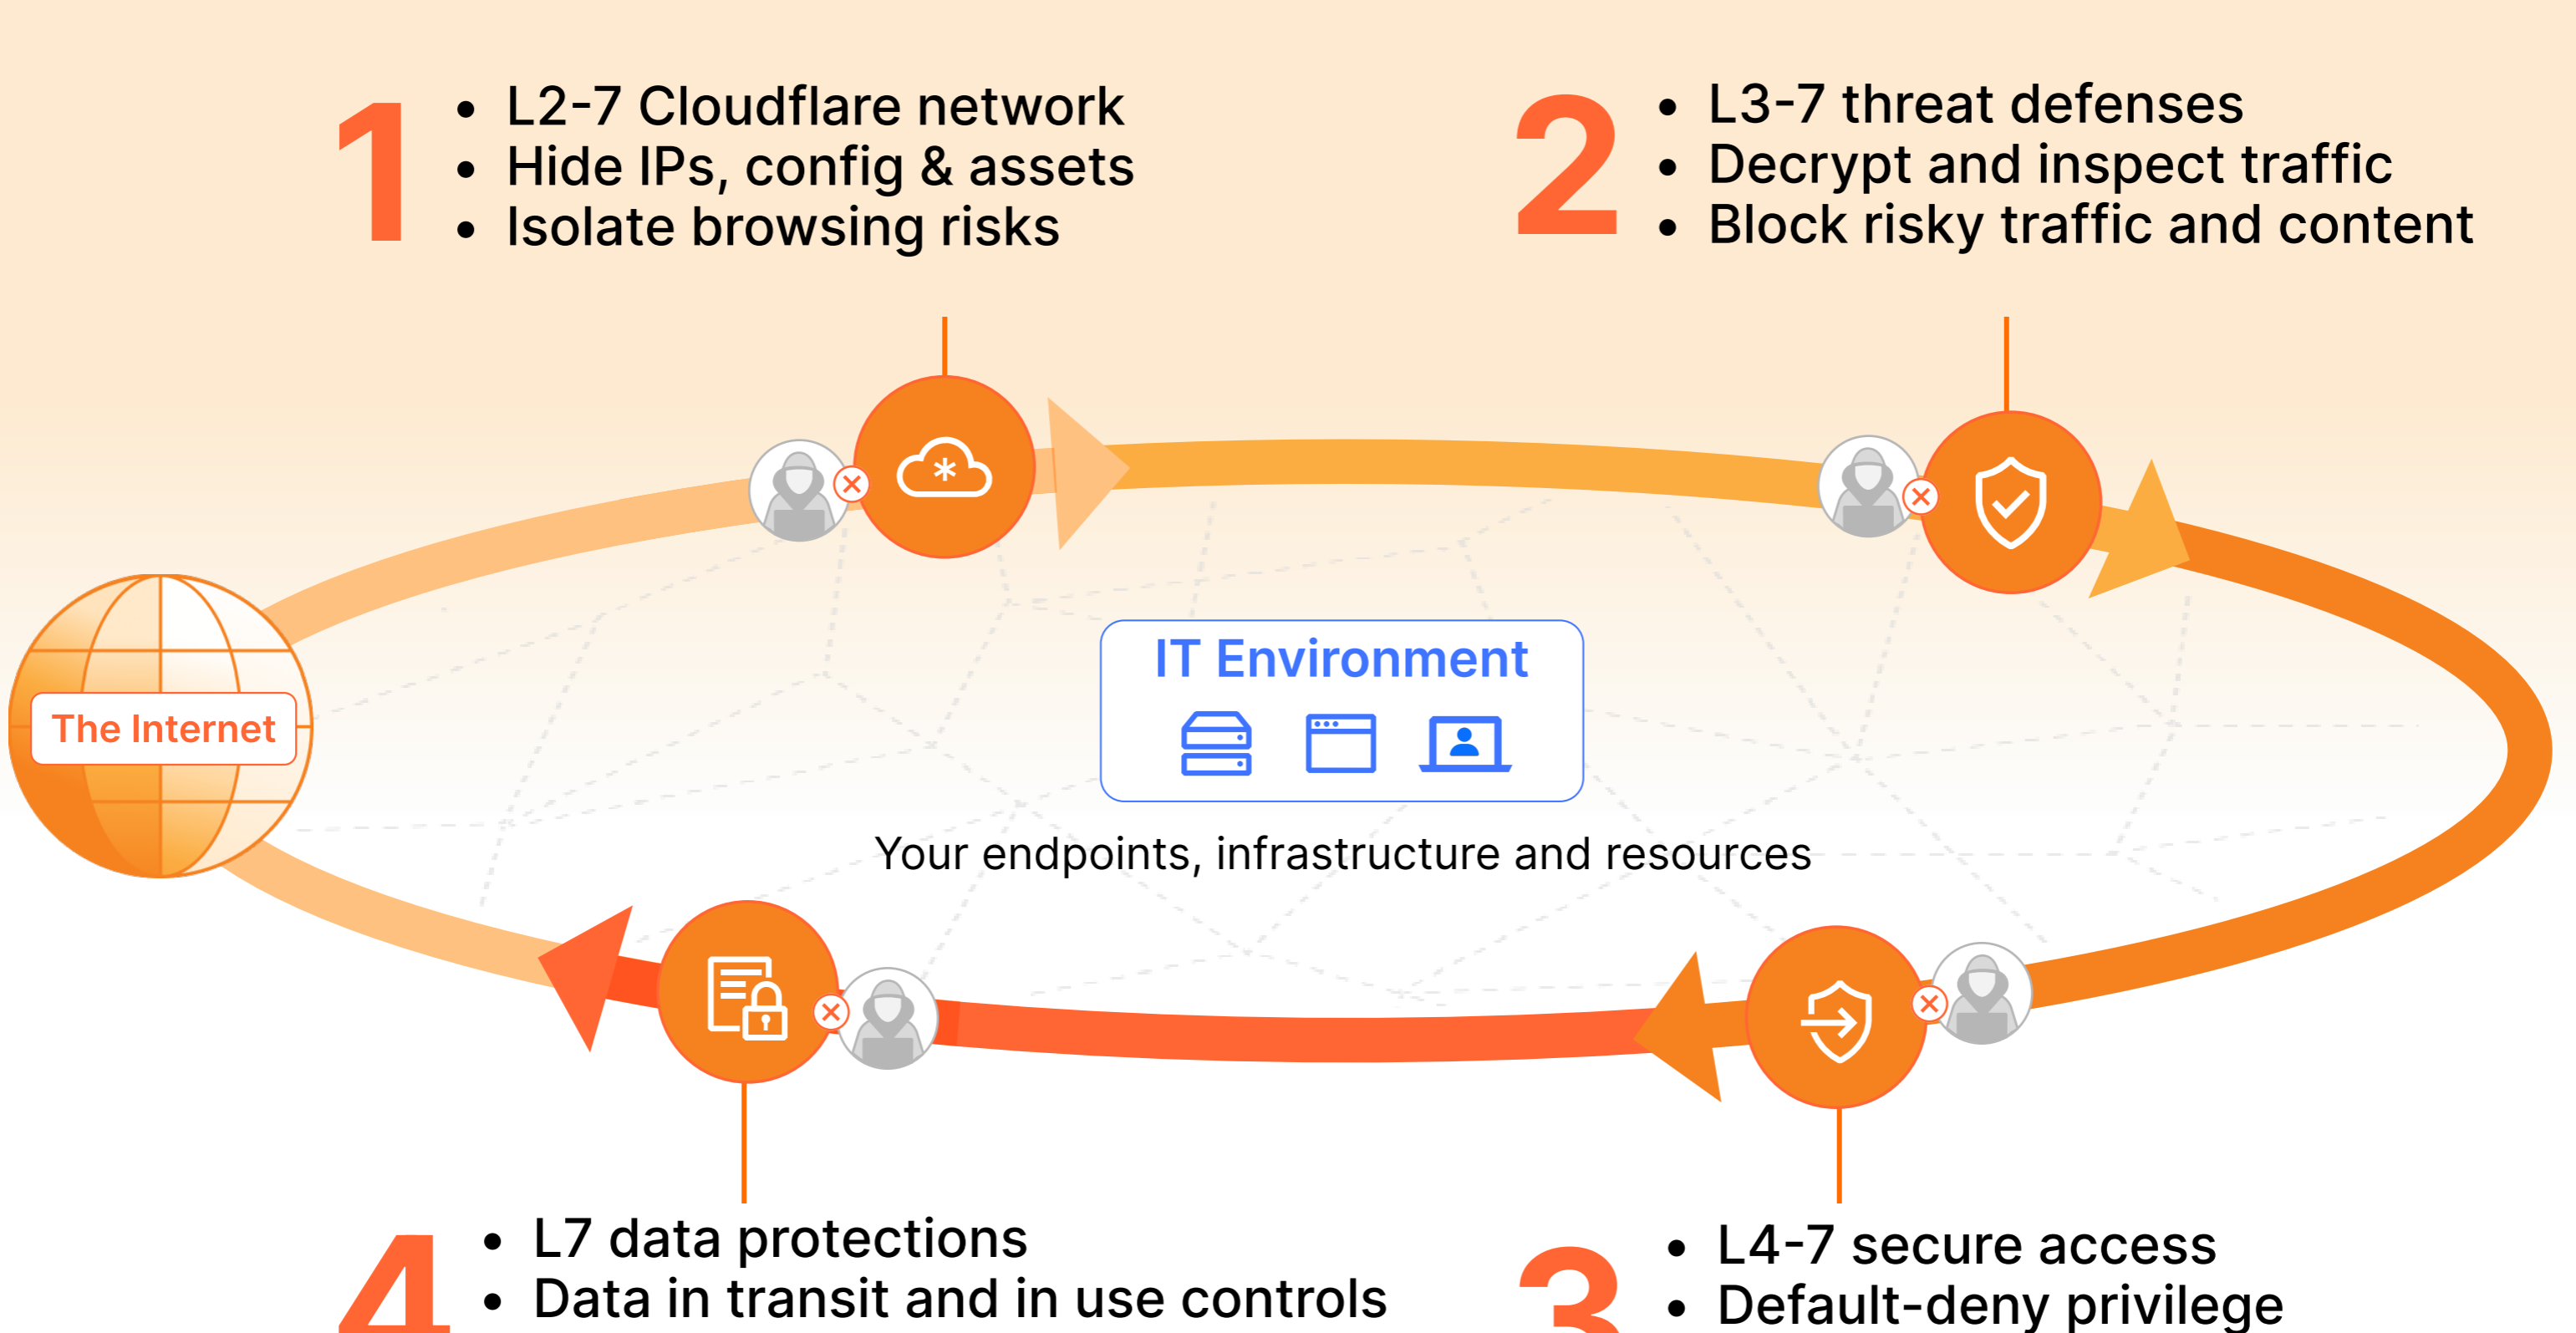 1
• L2-7 Cloudflare network
• Hide IPs, config & assets
• Isolate browsing risks
2
• L3-7 threat defenses
• Decrypt and inspect traffic
• Block risky traffic and content
The Internet
IT Environment
Your endpoints, infrastructure and resources
4
• L7 data protections
• Data in transit and in use controls
3
• L4-7 secure access
• Default-deny privilege